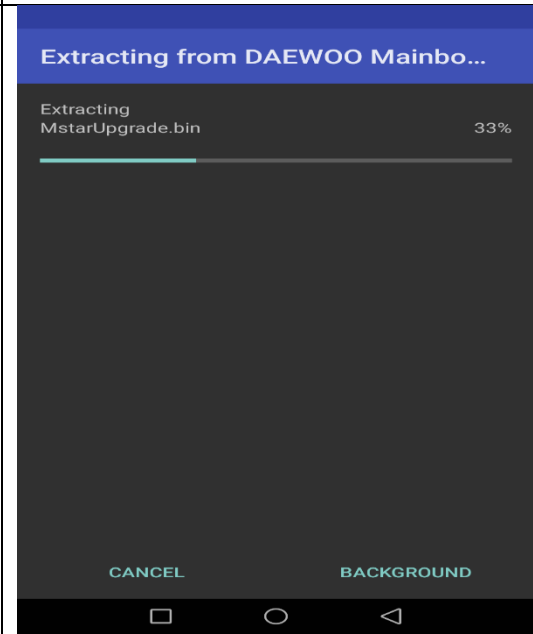 Extracting from DAEWOO Mainbo...
Extracting
MstarUpgrade.bin 33%
CANCEL BACKGROUND